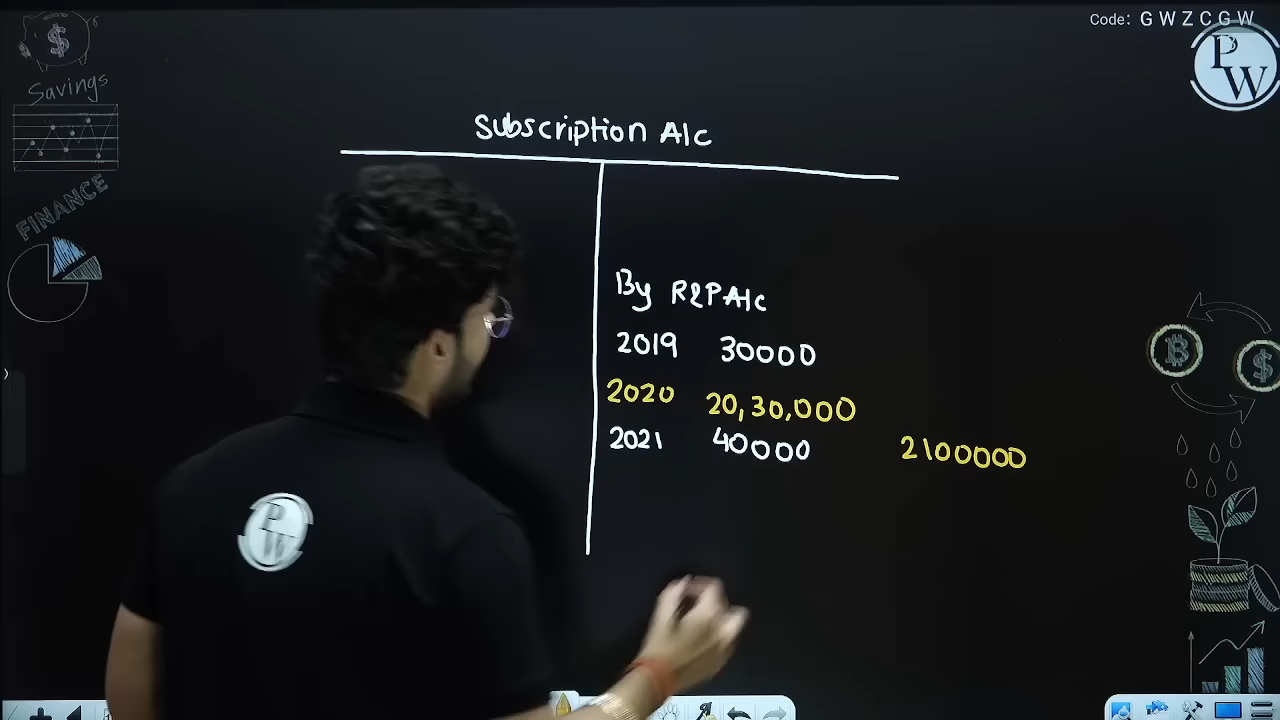 Code: G W Z C G W
P
W
Savings
FINANCE
Subscription A/c
By R&P A/c
2019 30000
2020 20,30,000
2021 40000 2100000
P
W